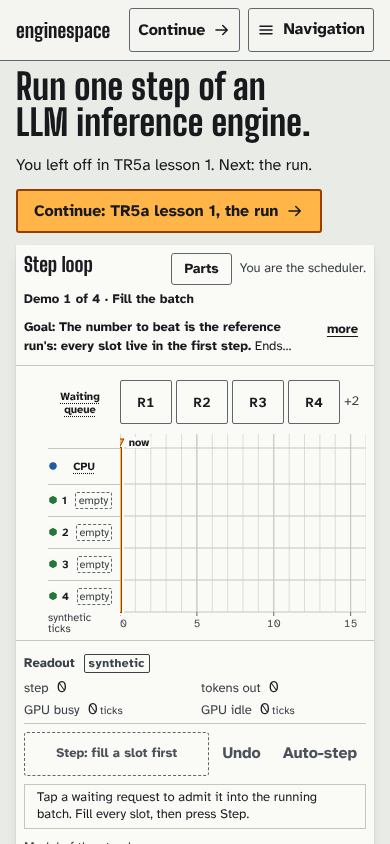 enginespace
Continue →
Navigation
Run one step of an
LLM inference engine.
You left off in TR5a lesson 1. Next: the run.
Continue: TR5a lesson 1, the run →
Step loop
Parts
You are the scheduler.
Demo 1 of 4 · Fill the batch
Goal: The number to beat is the reference
run's: every slot live in the first step. Ends...
more
Waiting
queue
R1
R2
R3
R4
+2
now
CPU
1 empty
2 empty
3 empty
4 empty
synthetic
ticks
0 5 10 15
Readout synthetic
step 0
tokens out 0
GPU busy 0 ticks
GPU idle 0 ticks
Step: fill a slot first
Undo
Auto-step
Tap a waiting request to admit it into the running
batch. Fill every slot, then press Step.